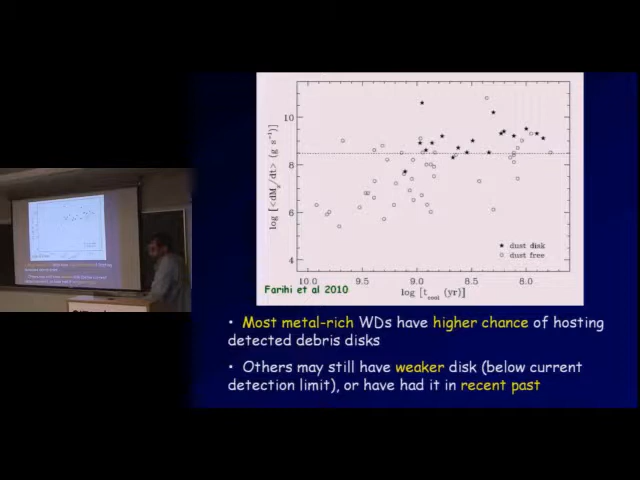 log [<dM_z/dt> (g s⁻¹)]
10
8
6
4
★ dust disk
○ dust free
10.0 9.5 9.0 8.5 8.0
Farihi et al 2010
log [t_cool (yr)]
• Most metal-rich WDs have higher chance of hosting
detected debris disks
• Others may still have weaker disk (below current
detection limit), or have had it in recent past